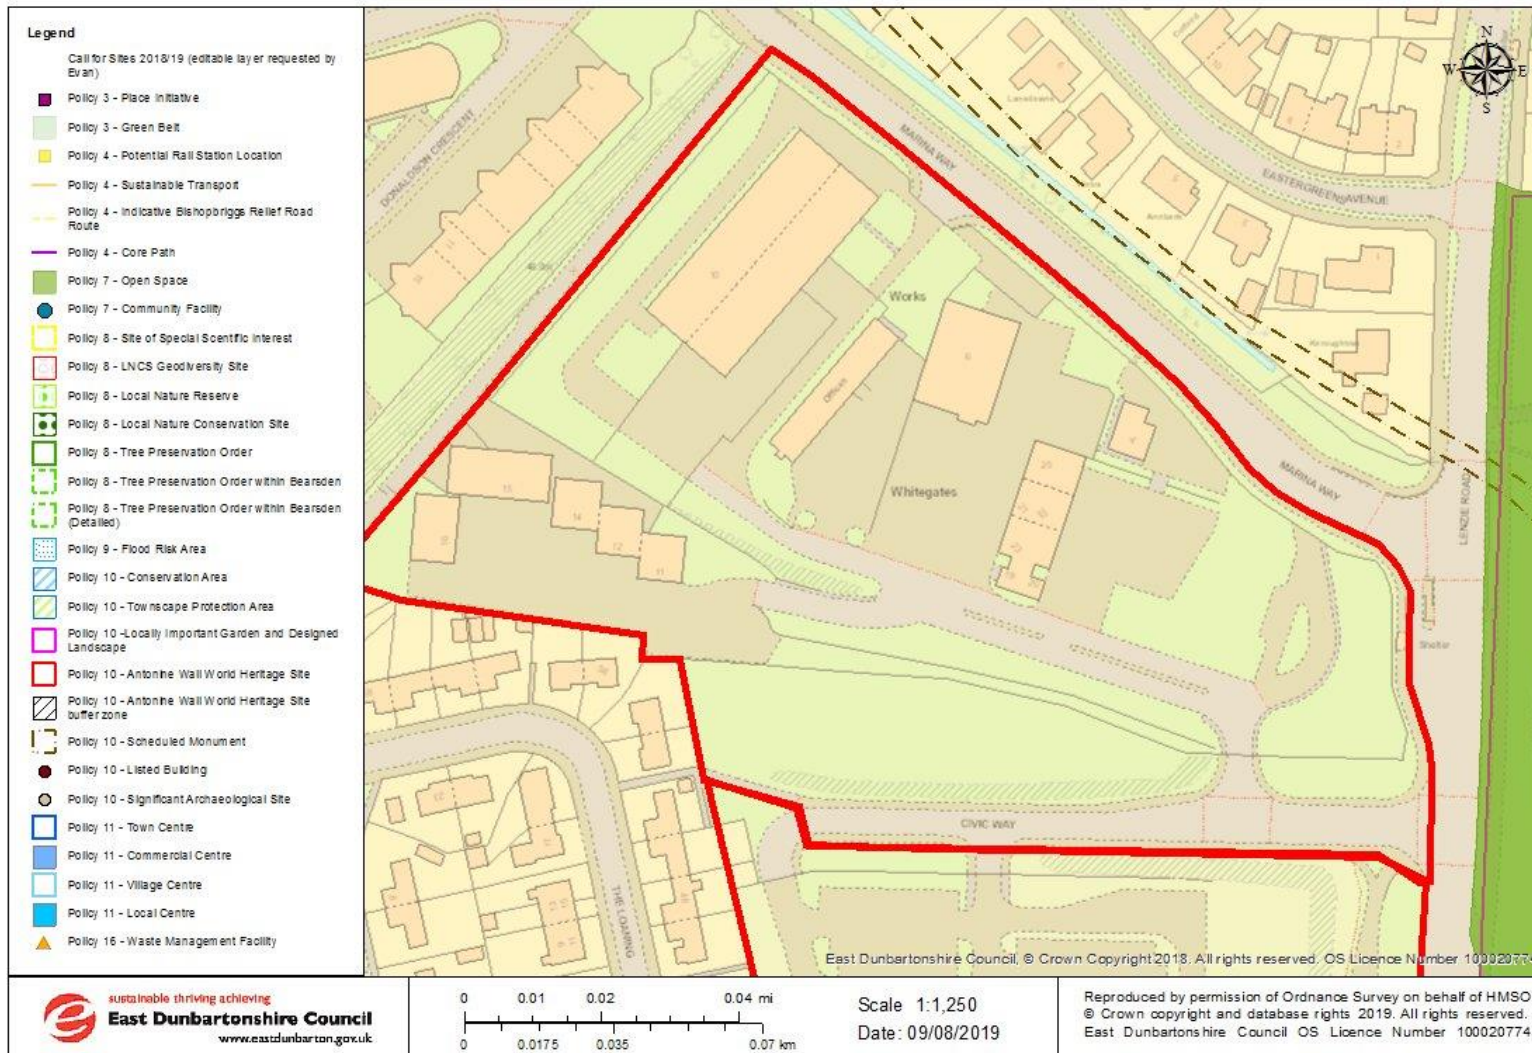 Legend
Call for Sites 2018/19 (editable layer requested by
Evan)
Policy 3 - Place Initiative
Policy 3 - Green Belt
Policy 4 - Potential Rail Station Location
Policy 4 - Sustainable Transport
Policy 4 - Indicative Bishopbriggs Relief Road
Route
Policy 4 - Core Path
Policy 7 - Open Space
Policy 7 - Community Facility
Policy 8 - Site of Special Scentific Interest
Policy 8 - LNCS Geodiversity Site
Policy 8 - Local Nature Reserve
Policy 8 - Local Nature Conservation Site
Policy 8 - Tree Preservation Order
Policy 8 - Tree Preservation Order within Bearsden
Policy 8 - Tree Preservation Order within Bearsden
(Detailed)
Policy 9 - Flood Risk Area
Policy 10 - Conservation Area
Policy 10 - Townscape Protection Area
Policy 10 -Locally Important Garden and Designed
Landscape
Policy 10 - Antonine Wall World Heritage Site
Policy 10 - Antonine Wall World Heritage Site
buffer zone
Policy 10 - Scheduled Monument
Policy 10 - Listed Building
Policy 10 - Significant Archaeological Site
Policy 11 - Town Centre
Policy 11 - Commercial Centre
Policy 11 - Village Centre
Policy 11 - Local Centre
Policy 16 - Waste Management Facility
N
W E
S
DONALDSON CRESCENT
MARINA WAY
EASTERGREENS AVENUE
Works
Offices
Whitegates
MARINA WAY
LENZIE ROAD
Shelter
CIVIC WAY
THE LOANING
15
14
12
11
East Dunbartonshire Council, © Crown Copyright 2018. All rights reserved. OS Licence Number 100020774
sustainable thriving achieving
East Dunbartonshire Council
www.eastdunbarton.gov.uk
0 0.01 0.02 0.04 mi
0 0.0175 0.035 0.07 km
Scale 1:1,250
Date: 09/08/2019
Reproduced by permission of Ordnance Survey on behalf of HMSO.
© Crown copyright and database rights 2019. All rights reserved.
East Dunbartonshire Council OS Licence Number 100020774